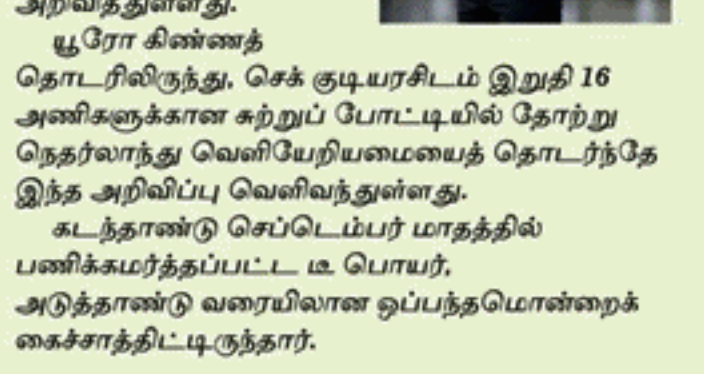 அறிவித்துள்ளது.
யூரோ கிண்ணத்
தொடரிலிருந்து, செக் குடியரசிடம் இறுதி 16
அணிகளுக்கான சுற்றுப் போட்டியில் தோற்று
நெதர்லாந்து வெளியேறியமையைத் தொடர்ந்தே
இந்த அறிவிப்பு வெளிவந்துள்ளது.
கடந்தாண்டு செப்டெம்பர் மாதத்தில்
பணிக்கமர்த்தப்பட்ட டீ பொயர்,
அடுத்தாண்டு வரையிலான ஒப்பந்தமொன்றைக்
கைச்சாத்திட்டிருந்தார்.